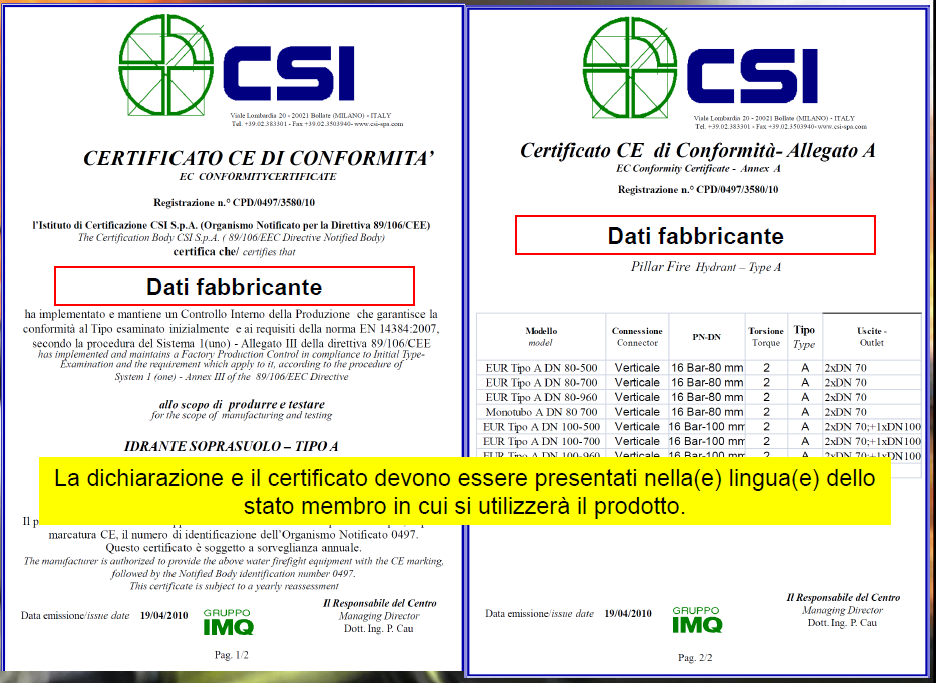 CSI
Viale Lombardia 20 - 20021 Bollate (MILANO) - ITALY
Tel. +39.02.383301 - Fax +39.02.3503940- www.csi-spa.com
CERTIFICATO CE DI CONFORMITA’
EC CONFORMITYCERTIFICATE
Registrazione n.° CPD/0497/3580/10
l’Istituto di Certificazione CSI S.p.A. (Organismo Notificato per la Direttiva 89/106/CEE)
The Certification Body CSI S.p.A. ( 89/106/EEC Directive Notified Body)
certifica che/ certifies that
Dati fabbricante
ha implementato e mantiene un Controllo Interno della Produzione che garantisce la
conformità al Tipo esaminato inizialmente e ai requisiti della norma EN 14384:2007,
secondo la procedura del Sistema 1(uno) - Allegato III della direttiva 89/106/CEE
has implemented and maintains a Factory Production Control in compliance to Initial Type-
Examination and the requirement which apply to it, according to the procedure of
System 1 (one) - Annex III of the 89/106/EEC Directive
allo scopo di produrre e testare
for the scope of manufacturing and testing
IDRANTE SOPRASUOLO – TIPO A
La dichiarazione e il certificato devono essere presentati nella(e) lingua(e) dello
stato membro in cui si utilizzerà il prodotto.
Il p
marcatura CE, il numero di identificazione dell’Organismo Notificato 0497.
Questo certificato è soggetto a sorveglianza annuale.
The manufacturer is authorized to provide the above water firefight equipment with the CE marking,
followed by the Notified Body identification number 0497.
This certificate is subject to a yearly reassessment
Data emissione/issue date 19/04/2010
GRUPPO
IMQ
Il Responsabile del Centro
Managing Director
Dott. Ing. P. Cau
Pag. 1/2
CSI
Viale Lombardia 20 - 20021 Bollate (MILANO) - ITALY
Tel. +39.02.383301 - Fax +39.02.3503940- www.csi-spa.com
Certificato CE di Conformità- Allegato A
EC Conformity Certificate - Annex A
Registrazione n.° CPD/0497/3580/10
Dati fabbricante
Pillar Fire Hydrant – Type A
Modello Connessione PN-DN Torsione Tipo Uscite -
model Connector Torque Type Outlet
EUR Tipo A DN 80-500 Verticale 16 Bar-80 mm 2 A 2xDN 70
EUR Tipo A DN 80-700 Verticale 16 Bar-80 mm 2 A 2xDN 70
EUR Tipo A DN 80-960 Verticale 16 Bar-80 mm 2 A 2xDN 70
Monotubo A DN 80 700 Verticale 16 Bar-80 mm 2 A 2xDN 70
EUR Tipo A DN 100-500 Verticale 16 Bar-100 mm 2 A 2xDN 70;+1xDN100
EUR Tipo A DN 100-700 Verticale 16 Bar-100 mm 2 A 2xDN 70;+1xDN100
EUR Tipo A DN 100-960 Verticale 16 Bar-100 mm 2 A 2xDN 70;+1xDN100
Data emissione/issue date 19/04/2010
GRUPPO
IMQ
Il Responsabile del Centro
Managing Director
Dott. Ing. P. Cau
Pag. 2/2